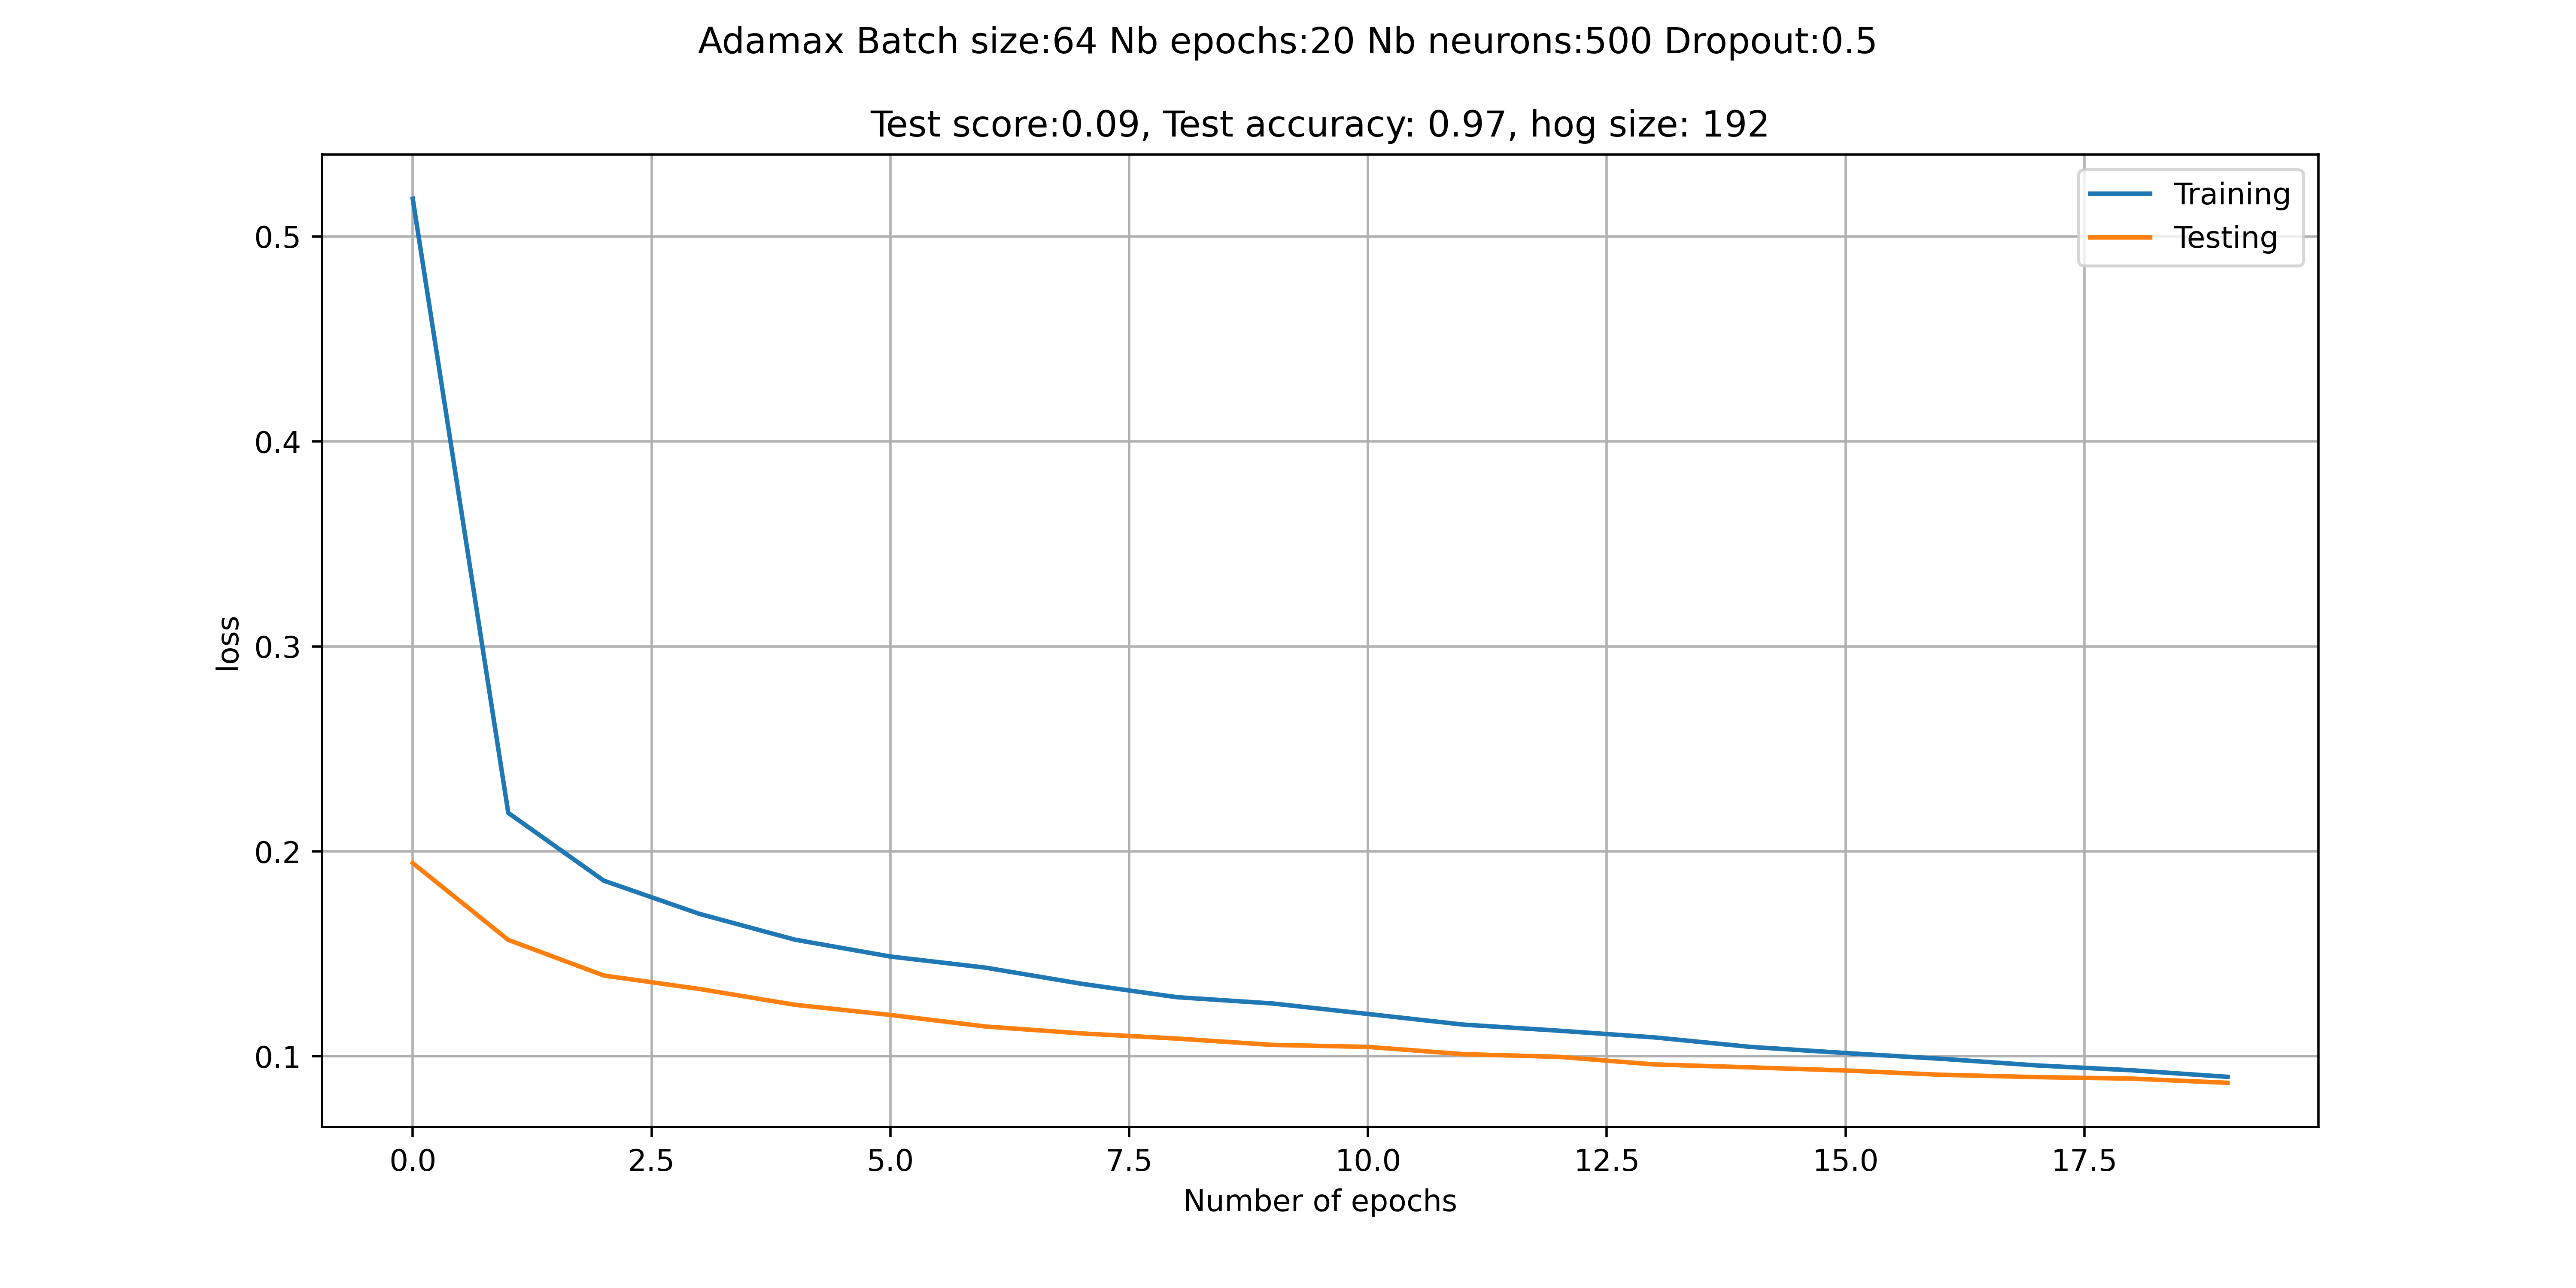 Adamax Batch size:64 Nb epochs:20 Nb neurons:500 Dropout:0.5
Test score:0.09, Test accuracy: 0.97, hog size: 192
Training
Testing
0.5
0.4
0.3
0.2
0.1
loss
0.0 2.5 5.0 7.5 10.0 12.5 15.0 17.5
Number of epochs